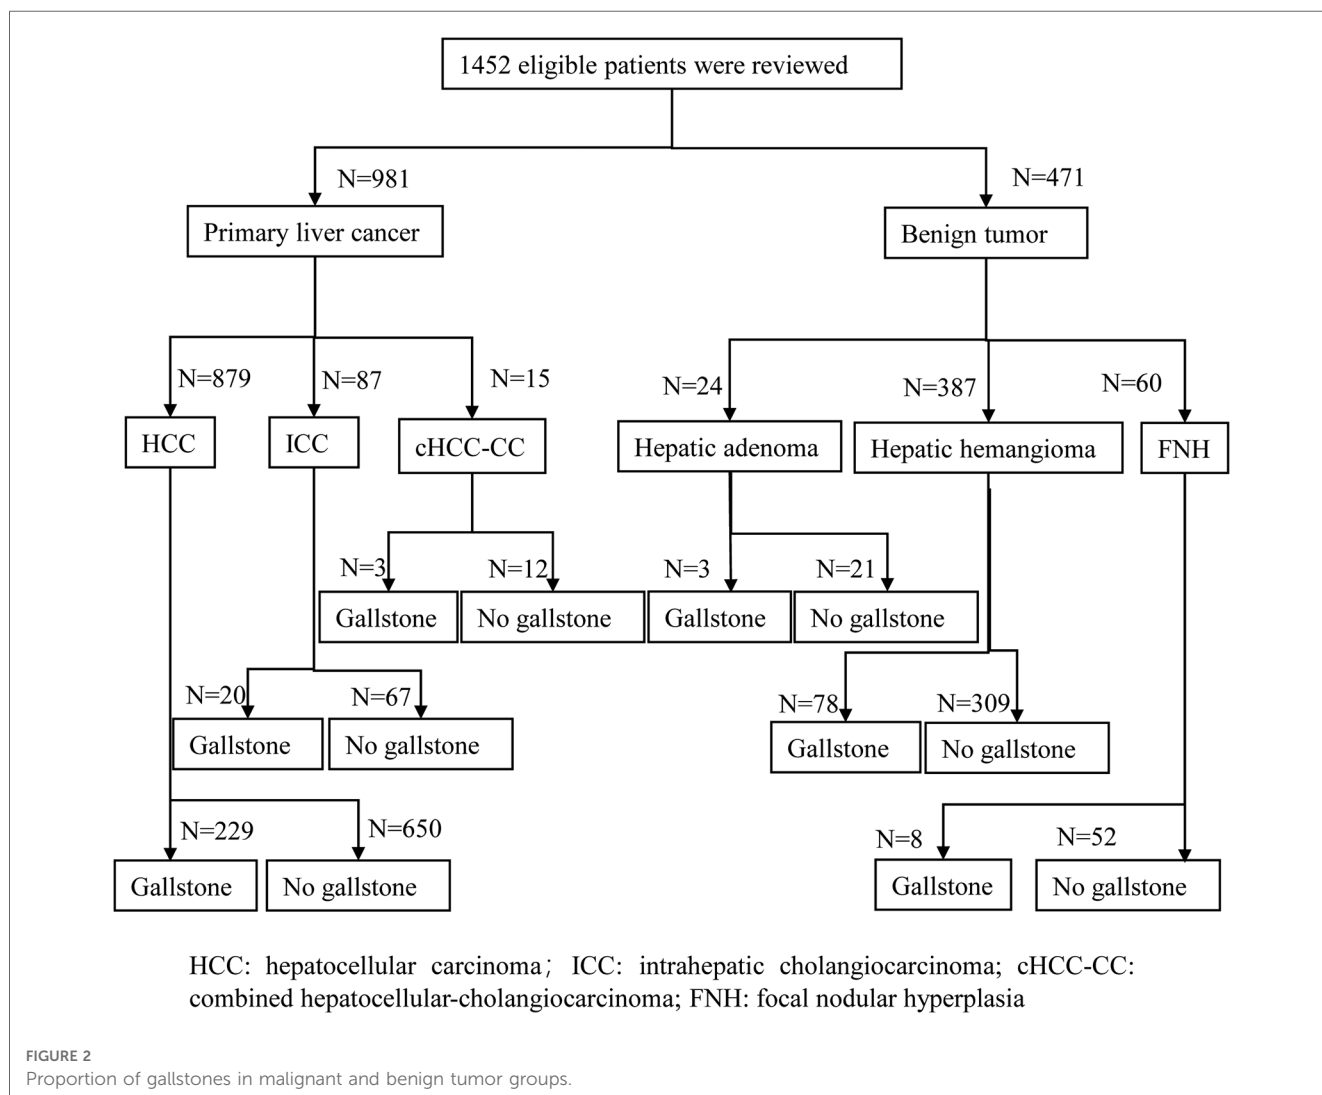 1452 eligible patients were reviewed
N=981
N=471
Primary liver cancer
Benign tumor
N=879
N=87
N=15
N=24
N=387
N=60
HCC
ICC
cHCC-CC
Hepatic adenoma
Hepatic hemangioma
FNH
N=3
N=12
N=3
N=21
Gallstone
No gallstone
Gallstone
No gallstone
N=20
N=67
N=78
N=309
Gallstone
No gallstone
Gallstone
No gallstone
N=229
N=650
N=8
N=52
Gallstone
No gallstone
Gallstone
No gallstone
HCC: hepatocellular carcinoma; ICC: intrahepatic cholangiocarcinoma; cHCC-CC:
combined hepatocellular-cholangiocarcinoma; FNH: focal nodular hyperplasia
FIGURE 2
Proportion of gallstones in malignant and benign tumor groups.